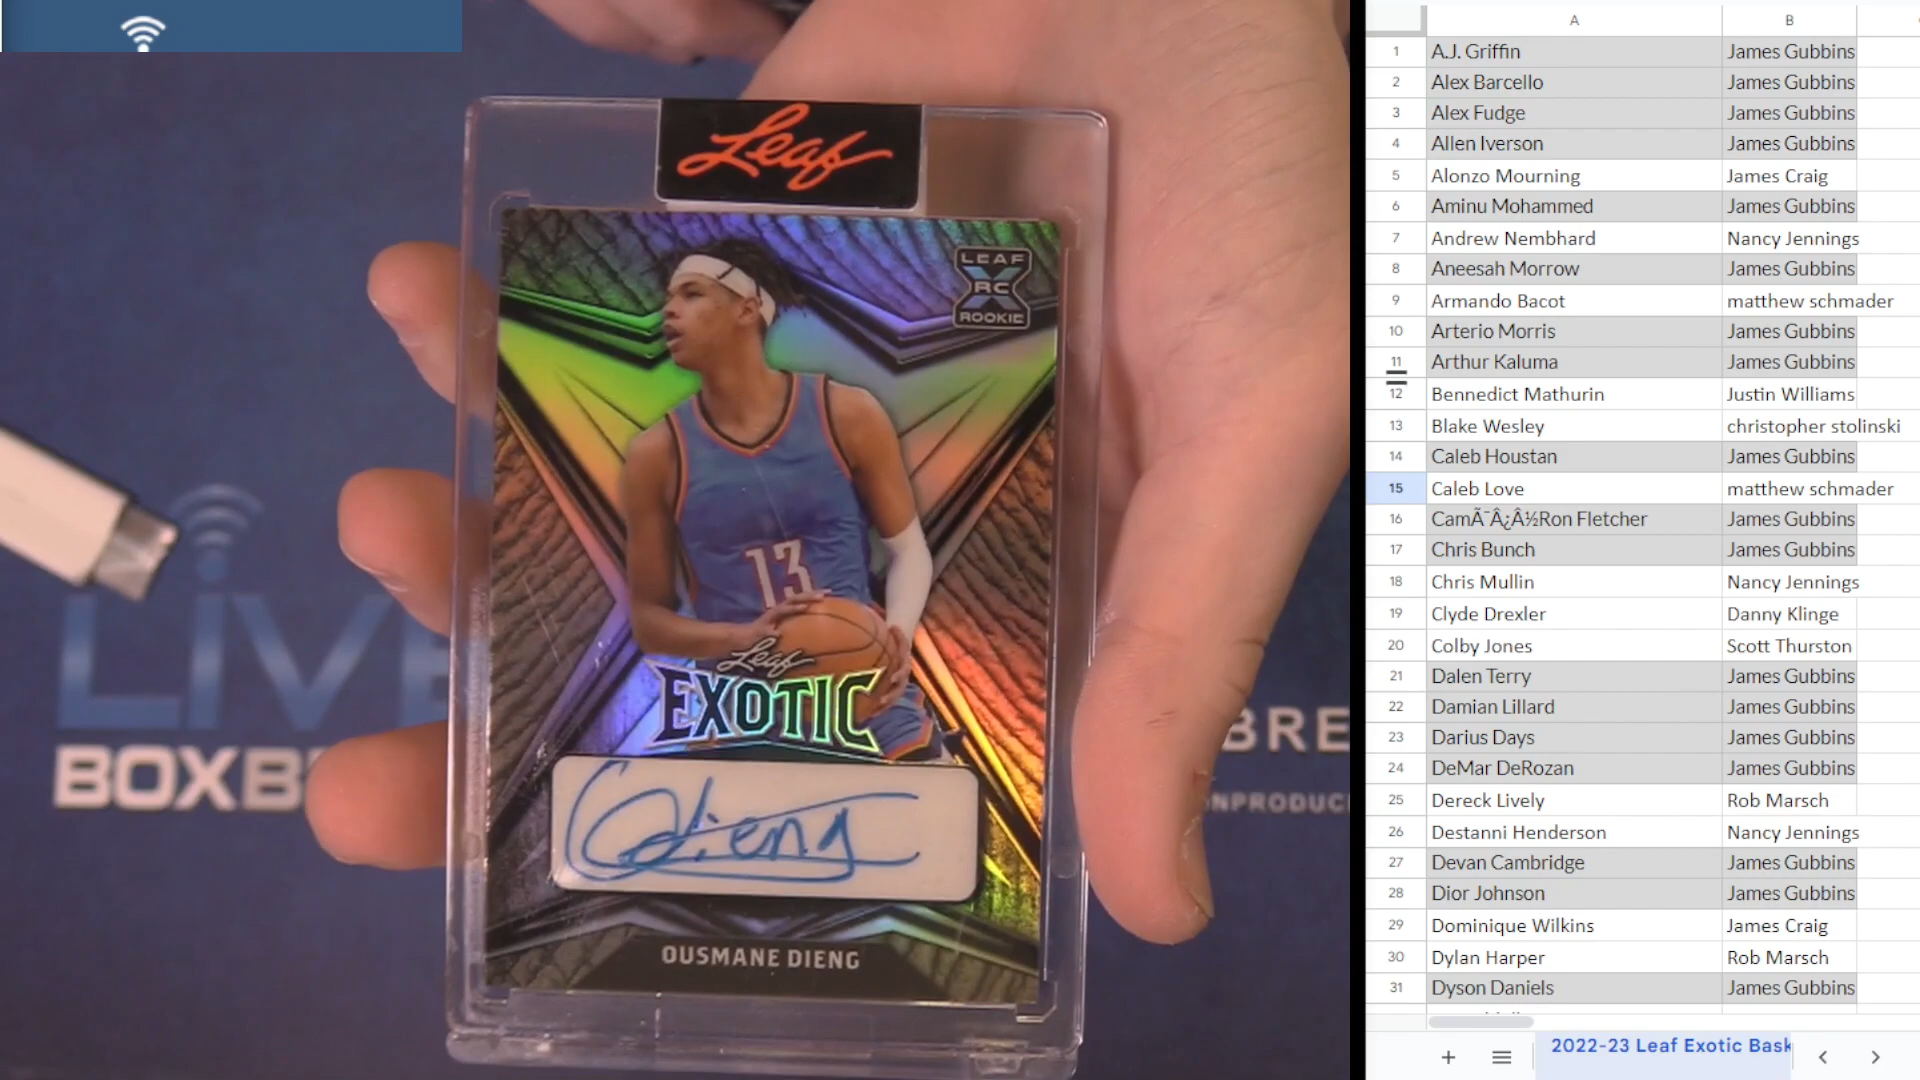 Leaf
LEAF
RC
ROOKIE
13
Leaf
EXOTIC
Odieng
OUSMANE DIENG
LIVE
BOXB
BRE
NPRODUC
A B
1 A.J. Griffin James Gubbins
2 Alex Barcello James Gubbins
3 Alex Fudge James Gubbins
4 Allen Iverson James Gubbins
5 Alonzo Mourning James Craig
6 Aminu Mohammed James Gubbins
7 Andrew Nembhard Nancy Jennings
8 Aneesah Morrow James Gubbins
9 Armando Bacot matthew schmader
10 Arterio Morris James Gubbins
11 Arthur Kaluma James Gubbins
12 Bennedict Mathurin Justin Williams
13 Blake Wesley christopher stolinski
14 Caleb Houstan James Gubbins
15 Caleb Love matthew schmader
16 CamÃ¯Â¿Â½Ron Fletcher James Gubbins
17 Chris Bunch James Gubbins
18 Chris Mullin Nancy Jennings
19 Clyde Drexler Danny Klinge
20 Colby Jones Scott Thurston
21 Dalen Terry James Gubbins
22 Damian Lillard James Gubbins
23 Darius Days James Gubbins
24 DeMar DeRozan James Gubbins
25 Dereck Lively Rob Marsch
26 Destanni Henderson Nancy Jennings
27 Devan Cambridge James Gubbins
28 Dior Johnson James Gubbins
29 Dominique Wilkins James Craig
30 Dylan Harper Rob Marsch
31 Dyson Daniels James Gubbins
2022-23 Leaf Exotic Bask